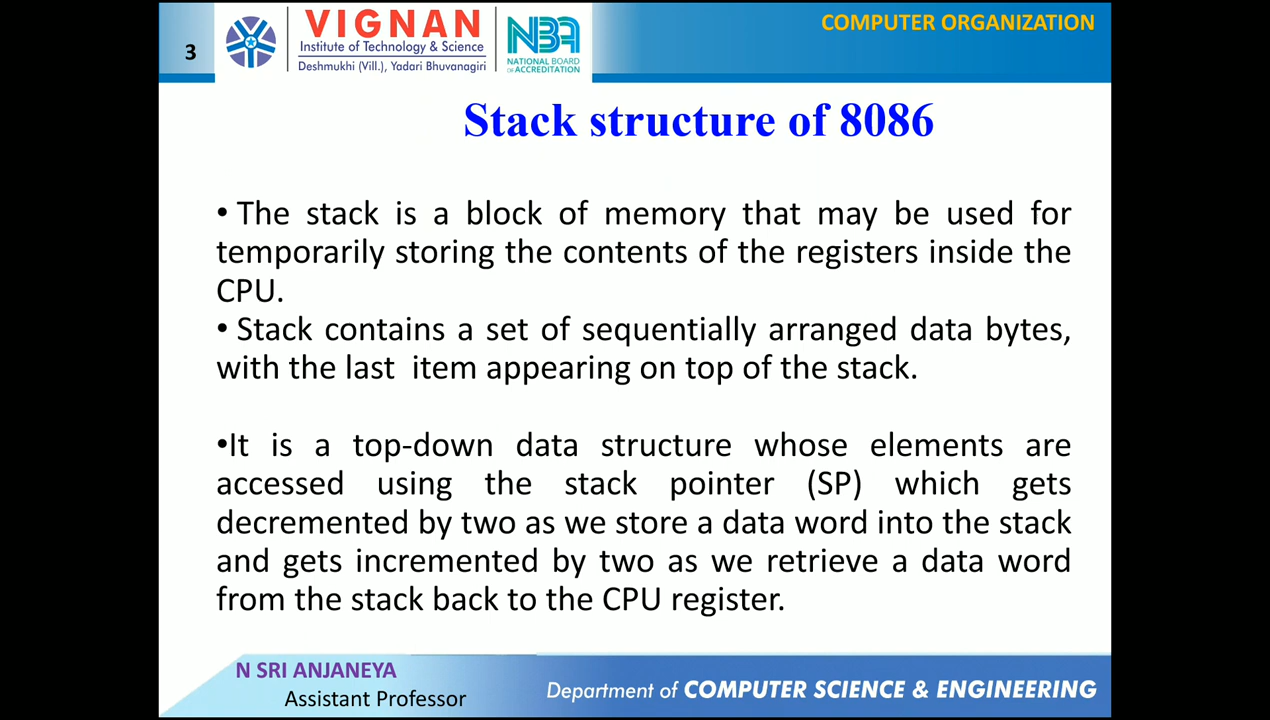 3
VIGNAN
Institute of Technology & Science
Deshmukhi (Vill.), Yadari Bhuvanagiri
NBA
NATIONAL BOARD
OF ACCREDITATION
COMPUTER ORGANIZATION
Stack structure of 8086
• The stack is a block of memory that may be used for
temporarily storing the contents of the registers inside the
CPU.
• Stack contains a set of sequentially arranged data bytes,
with the last item appearing on top of the stack.
•It is a top-down data structure whose elements are
accessed using the stack pointer (SP) which gets
decremented by two as we store a data word into the stack
and gets incremented by two as we retrieve a data word
from the stack back to the CPU register.
N SRI ANJANEYA
Assistant Professor
Department of COMPUTER SCIENCE & ENGINEERING